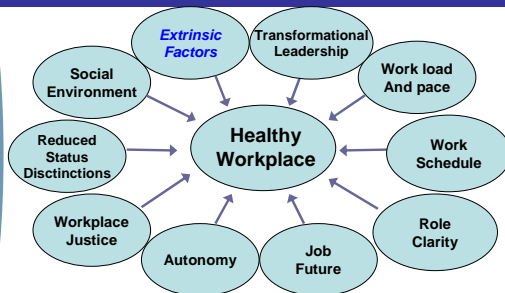 Extrinsic
Factors
Transformational
Leadership
Social
Environment
Work load
And pace
Healthy
Workplace
Reduced
Status
Disctinctions
Work
Schedule
Workplace
Justice
Role
Clarity
Autonomy
Job
Future